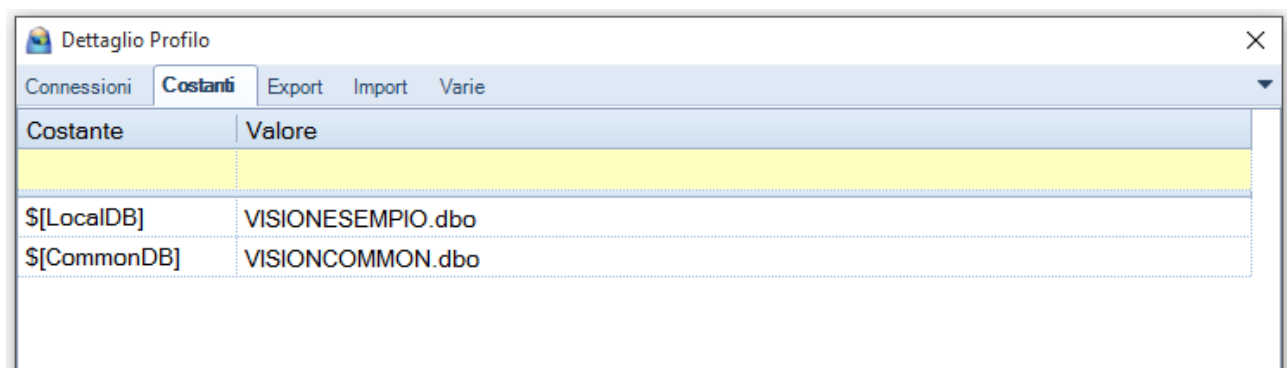 Dettaglio Profilo
Connessioni Costanti Export Import Varie
Costante Valore
$[LocalDB] VISIONESEMPIO.dbo
$[CommonDB] VISIONCOMMON.dbo